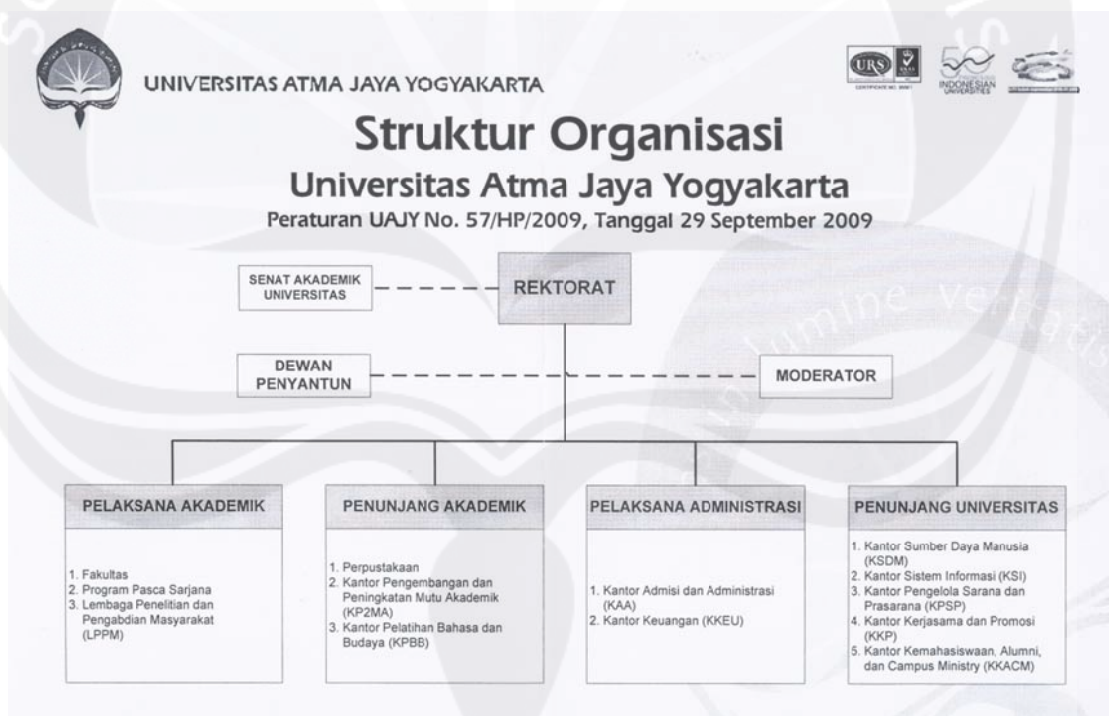 UNIVERSITAS ATMA JAYA YOGYAKARTA
URS
INDONESIAN
UNIVERSITIES
Struktur Organisasi
Universitas Atma Jaya Yogyakarta
Peraturan UAJY No. 57/HP/2009, Tanggal 29 September 2009
SENAT AKADEMIK
UNIVERSITAS
REKTORAT
DEWAN
PENYANTUN
MODERATOR
in lumine veritatis
PELAKSANA AKADEMIK
1. Fakultas
2. Program Pasca Sarjana
3. Lembaga Penelitian dan
Pengabdian Masyarakat
(LPPM)
PENUNJANG AKADEMIK
1. Perpustakaan
2. Kantor Pengembangan dan
Peningkatan Mutu Akademik
(KP2MA)
3. Kantor Pelatihan Bahasa dan
Budaya (KPBB)
PELAKSANA ADMINISTRASI
1. Kantor Admisi dan Administrasi
(KAA)
2. Kantor Keuangan (KKEU)
PENUNJANG UNIVERSITAS
1. Kantor Sumber Daya Manusia
(KSDM)
2. Kantor Sistem Informasi (KSI)
3. Kantor Pengelola Sarana dan
Prasarana (KPSP)
4. Kantor Kerjasama dan Promosi
(KKP)
5. Kantor Kemahasiswaan, Alumni,
dan Campus Ministry (KKACM)